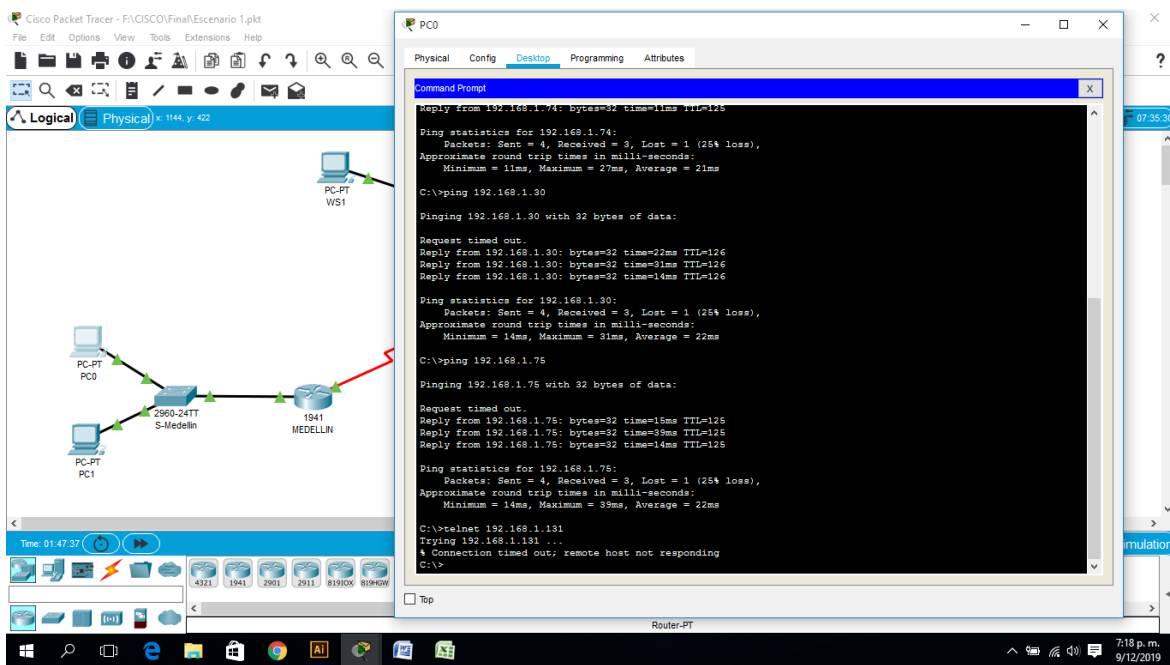 Cisco Packet Tracer - F:\CISCO\Final\Escenario 1.pkt
File Edit Options View Tools Extensions Help
?
Logical Physical x: 1144, y: 422
07:35:30
PC-PT
WS1
PC-PT
PC0
2960-24TT
S-Medellin
1941
MEDELLIN
PC-PT
PC1
Time: 01:47:37
4321 1941 2901 2911 819IOX 819HGW
imulation
Router-PT
PC0
Physical Config Desktop Programming Attributes
Command Prompt
X
Reply from 192.168.1.74: bytes=32 time=11ms TTL=125
Ping statistics for 192.168.1.74:
Packets: Sent = 4, Received = 3, Lost = 1 (25% loss),
Approximate round trip times in milli-seconds:
Minimum = 11ms, Maximum = 27ms, Average = 21ms
C:\>ping 192.168.1.30
Pinging 192.168.1.30 with 32 bytes of data:
Request timed out.
Reply from 192.168.1.30: bytes=32 time=22ms TTL=126
Reply from 192.168.1.30: bytes=32 time=31ms TTL=126
Reply from 192.168.1.30: bytes=32 time=14ms TTL=126
Ping statistics for 192.168.1.30:
Packets: Sent = 4, Received = 3, Lost = 1 (25% loss),
Approximate round trip times in milli-seconds:
Minimum = 14ms, Maximum = 31ms, Average = 22ms
C:\>ping 192.168.1.75
Pinging 192.168.1.75 with 32 bytes of data:
Request timed out.
Reply from 192.168.1.75: bytes=32 time=15ms TTL=125
Reply from 192.168.1.75: bytes=32 time=39ms TTL=125
Reply from 192.168.1.75: bytes=32 time=14ms TTL=125
Ping statistics for 192.168.1.75:
Packets: Sent = 4, Received = 3, Lost = 1 (25% loss),
Approximate round trip times in milli-seconds:
Minimum = 14ms, Maximum = 39ms, Average = 22ms
C:\>telnet 192.168.1.131
Trying 192.168.1.131 ...
% Connection timed out; remote host not responding
C:\>
Top
Ai
7:18 p. m.
9/12/2019